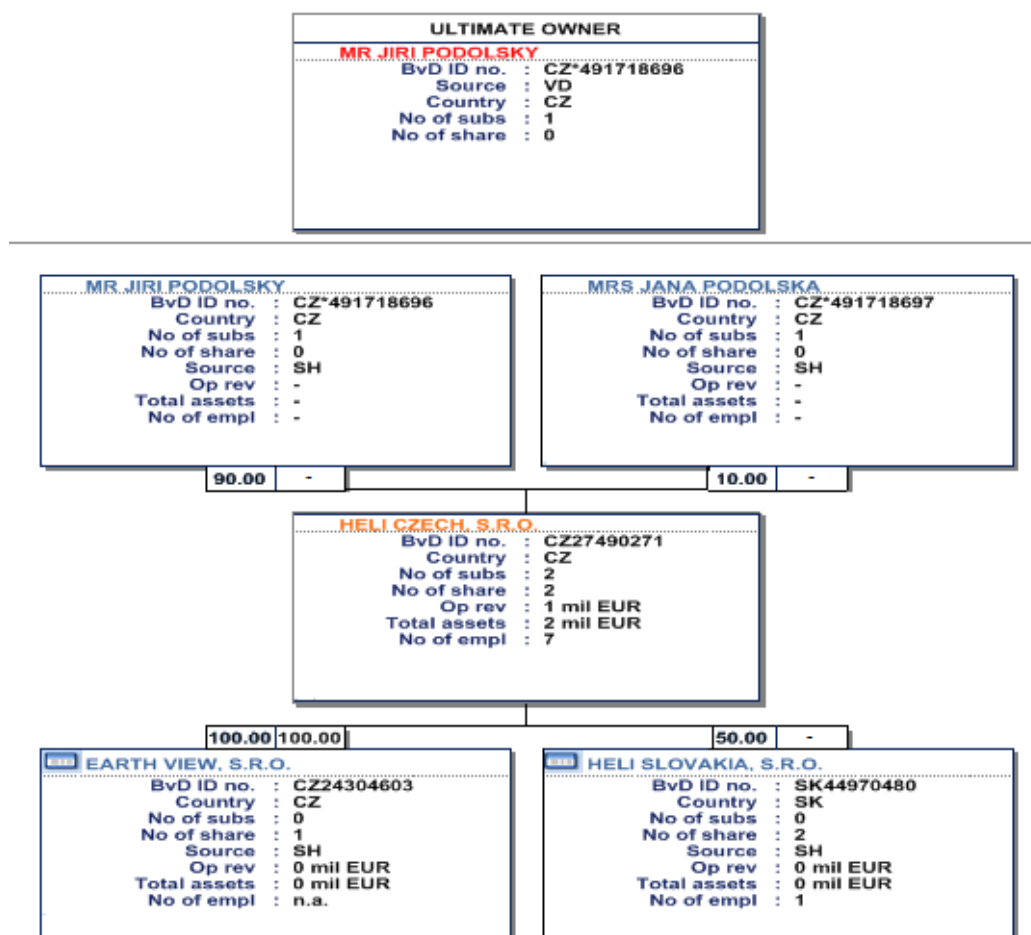 ULTIMATE OWNER
MR JIRI PODOLSKY
BvD ID no. : CZ*491718696
Source : VD
Country : CZ
No of subs : 1
No of share : 0
MR JIRI PODOLSKY
BvD ID no. : CZ*491718696
Country : CZ
No of subs : 1
No of share : 0
Source : SH
Op rev : -
Total assets : -
No of empl : -
90.00 -
MRS JANA PODOLSKA
BvD ID no. : CZ*491718697
Country : CZ
No of subs : 1
No of share : 0
Source : SH
Op rev : -
Total assets : -
No of empl : -
10.00 -
HELI CZECH, S.R.O.
BvD ID no. : CZ27490271
Country : CZ
No of subs : 2
No of share : 2
Op rev : 1 mil EUR
Total assets : 2 mil EUR
No of empl : 7
100.00 100.00
EARTH VIEW, S.R.O.
BvD ID no. : CZ24304603
Country : CZ
No of subs : 0
No of share : 1
Source : SH
Op rev : 0 mil EUR
Total assets : 0 mil EUR
No of empl : n.a.
50.00 -
HELI SLOVAKIA, S.R.O.
BvD ID no. : SK44970480
Country : SK
No of subs : 0
No of share : 2
Source : SH
Op rev : 0 mil EUR
Total assets : 0 mil EUR
No of empl : 1